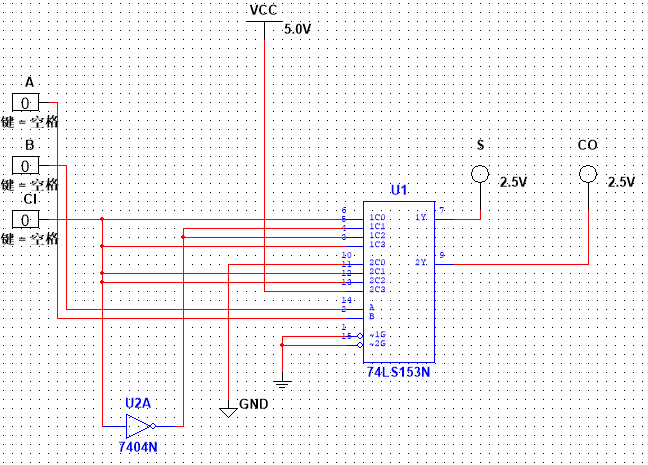 VCC
5.0V
A
0
键 = 空格
B
0
键 = 空格
CI
0
键 = 空格
S
2.5V
CO
2.5V
U1
6
5
4
3
10
11
12
13
14
2
1
15
1C0
1C1
1C2
1C3
2C0
2C1
2C2
2C3
A
B
~1G
~2G
1Y
7
2Y
9
74LS153N
GND
U2A
7404N